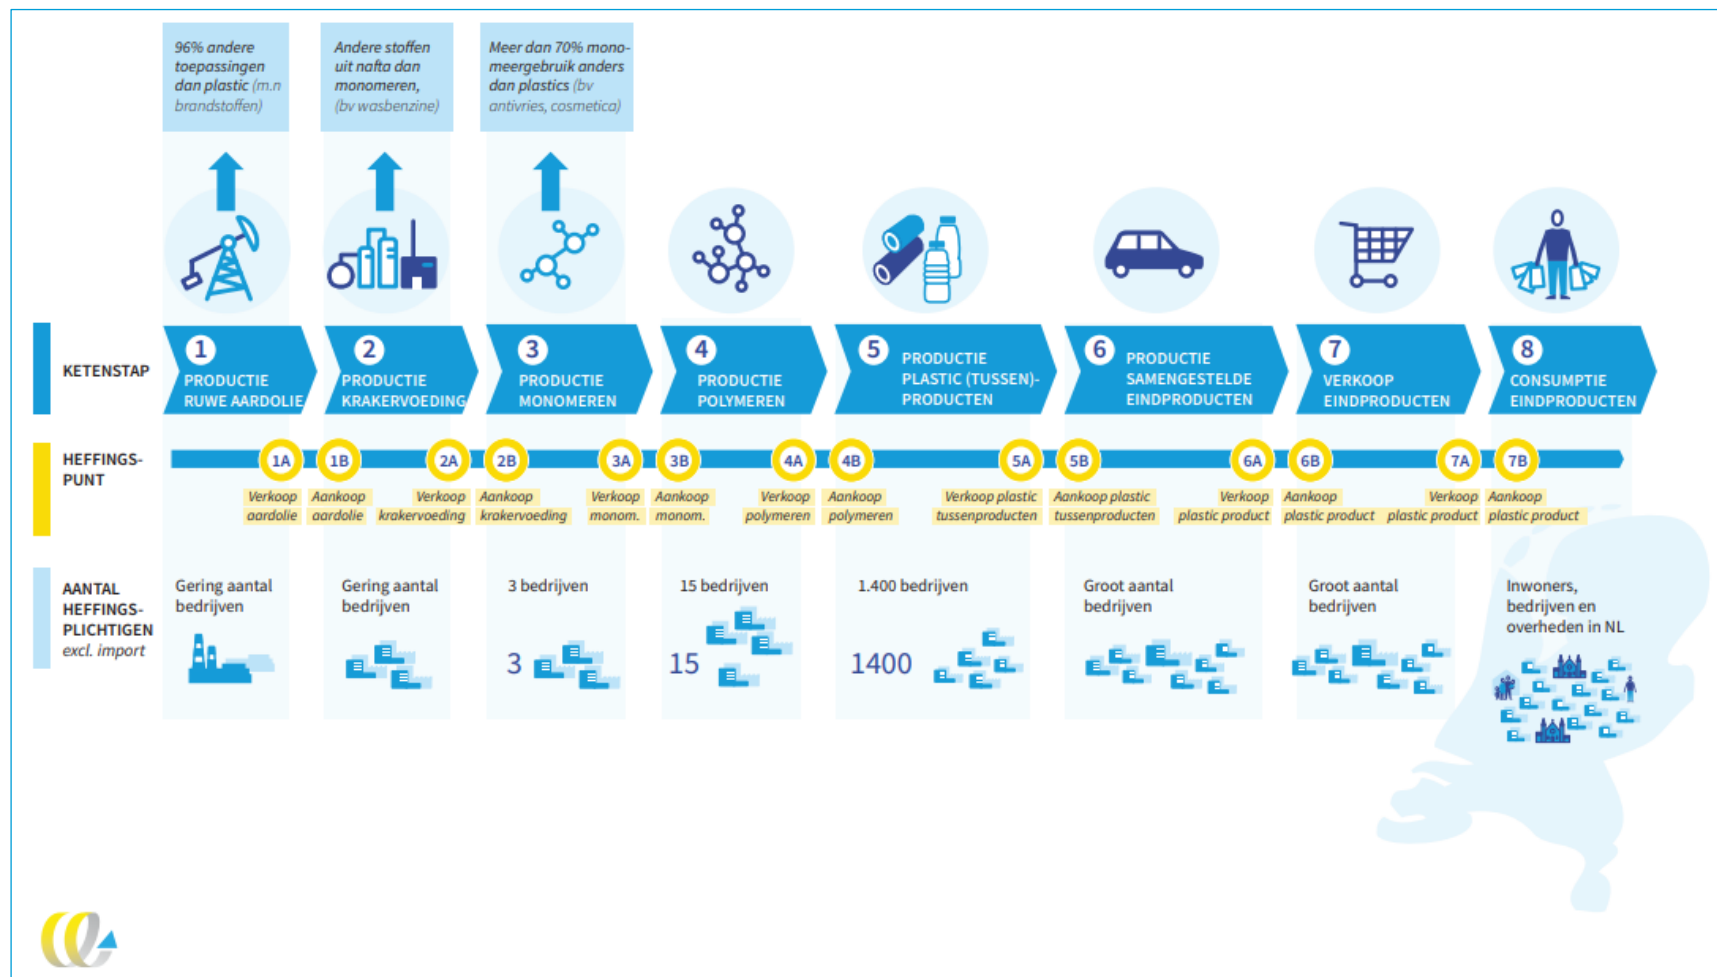 96% andere
toepassingen
dan plastic (m.n
brandstoffen)
Andere stoffen
uit nafta dan
monomeren,
(bv wasbenzine)
Meer dan 70% mono-
meergebruik anders
dan plastics (bv
antivries, cosmetica)
KETENSTAP
1
PRODUCTIE
RUWE AARDOLIE
2
PRODUCTIE
KRAKERVOEDING
3
PRODUCTIE
MONOMEREN
4
PRODUCTIE
POLYMEREN
5
PRODUCTIE
PLASTIC (TUSSEN)-
PRODUCTEN
6
PRODUCTIE
SAMENGESTELDE
EINDPRODUCTEN
7
VERKOOP
EINDPRODUCTEN
8
CONSUMPTIE
EINDPRODUCTEN
HEFFINGS-
PUNT
1A
Verkoop
aardolie
1B
Aankoop
aardolie
2A
Verkoop
krakervoeding
2B
Aankoop
krakervoeding
3A
Verkoop
monom.
3B
Aankoop
monom.
4A
Verkoop
polymeren
4B
Aankoop
polymeren
5A
Verkoop plastic
tussenproducten
5B
Aankoop plastic
tussenproducten
6A
Verkoop
plastic product
6B
Aankoop
plastic product
7A
Verkoop
plastic product
7B
Aankoop
plastic product
AANTAL
HEFFINGS-
PLICHTIGEN
excl. import
Gering aantal
bedrijven
Gering aantal
bedrijven
3 bedrijven
3
15 bedrijven
15
1.400 bedrijven
1400
Groot aantal
bedrijven
Groot aantal
bedrijven
Inwoners,
bedrijven en
overheden in NL